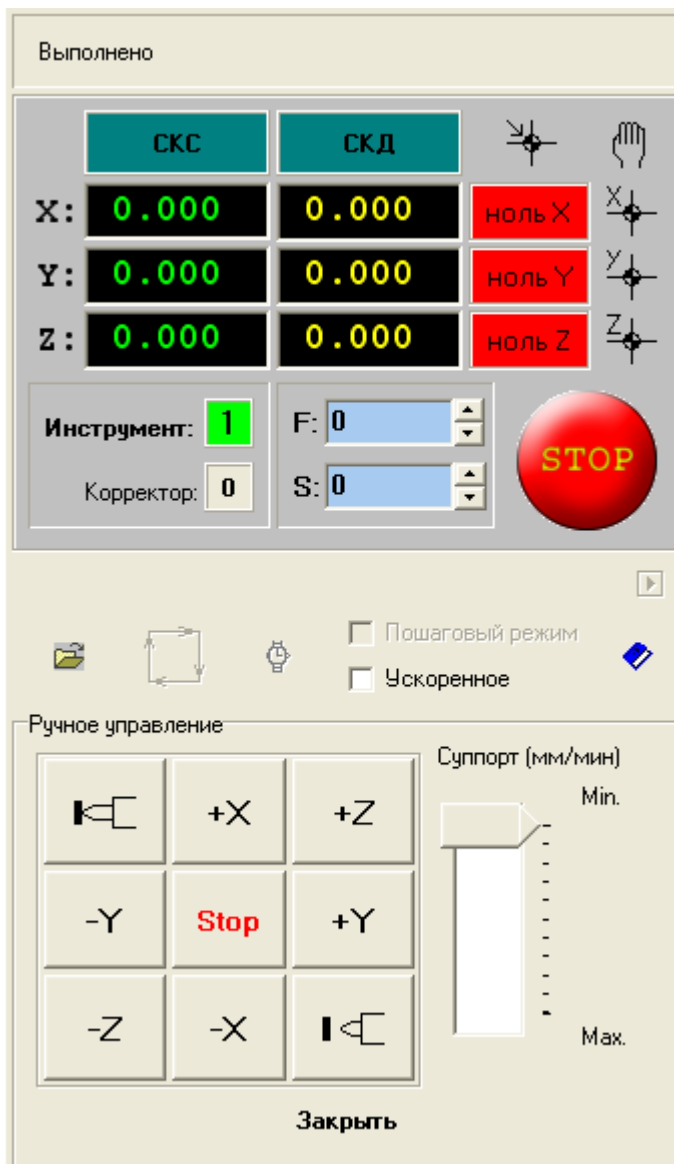 Выполнено
СКС СКД
X: 0.000 0.000 ноль X X
Y: 0.000 0.000 ноль Y Y
Z: 0.000 0.000 ноль Z Z
Инструмент: 1 F: 0
Корректор: 0 S: 0
STOP
Пошаговый режим
Ускоренное
Ручное управление
Суппорт (мм/мин)
Min.
+X +Z
-Y Stop +Y
-Z -X
Max.
Закрыть